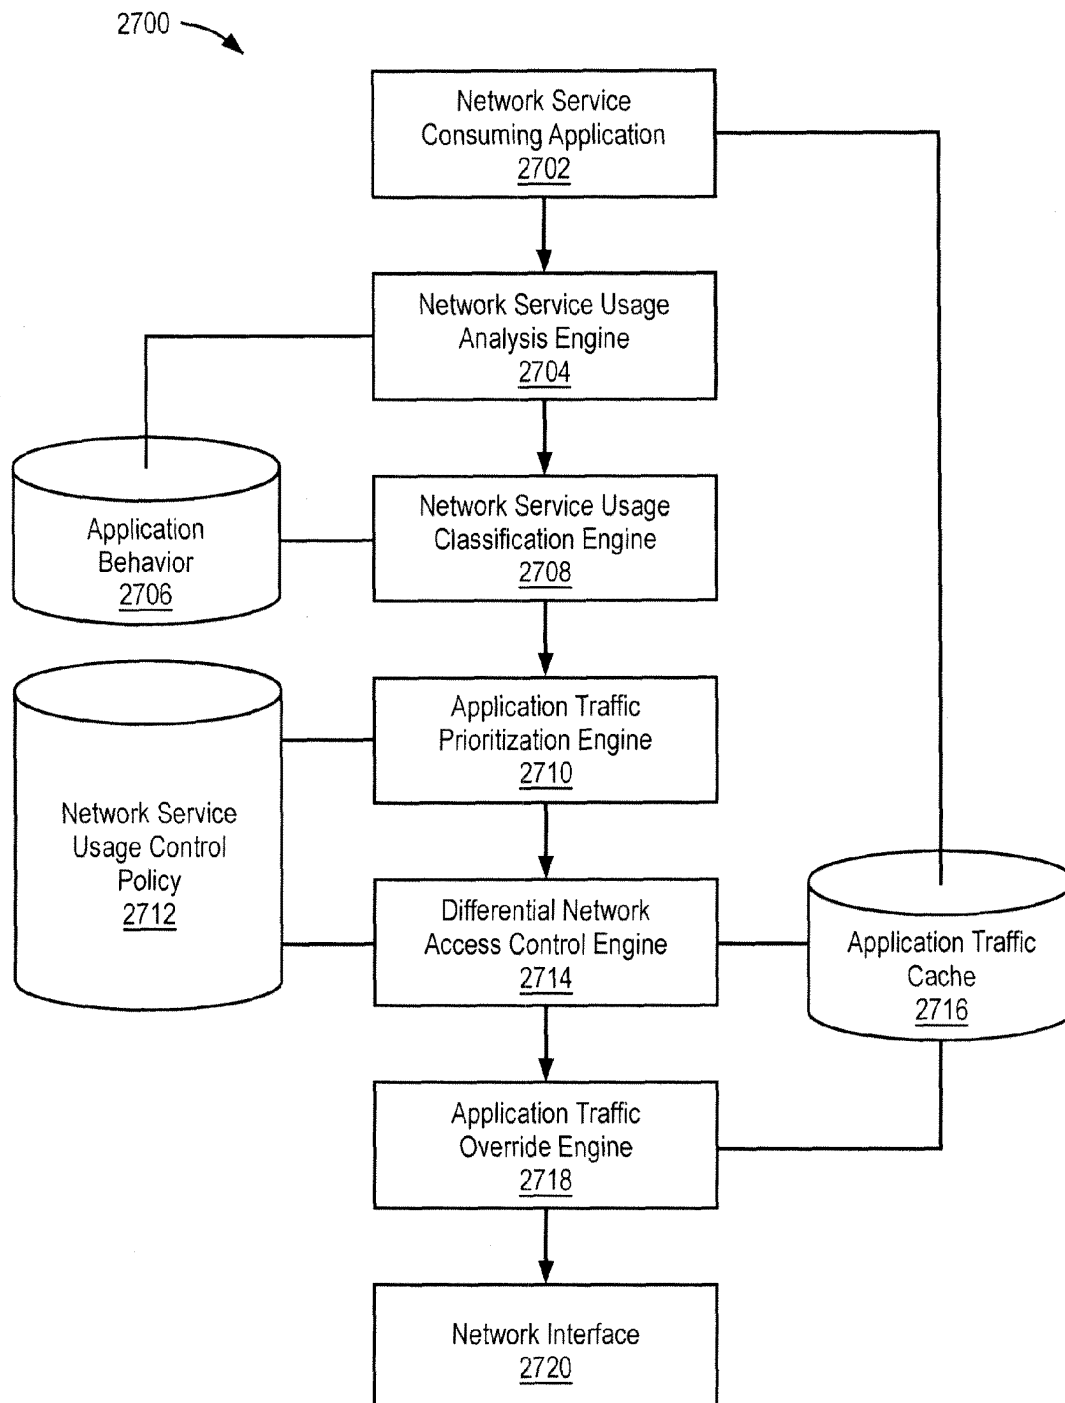 2700
Network Service
Consuming Application
2702
Network Service Usage
Analysis Engine
2704
Application
Behavior
2706
Network Service Usage
Classification Engine
2708
Application Traffic
Prioritization Engine
2710
Network Service
Usage Control
Policy
2712
Differential Network
Access Control Engine
2714
Application Traffic
Cache
2716
Application Traffic
Override Engine
2718
Network Interface
2720